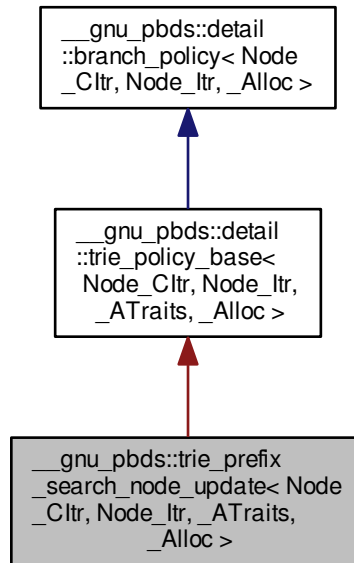 __gnu_pbds::detail
::branch_policy< Node
_CItr, Node_Itr, _Alloc >
__gnu_pbds::detail
::trie_policy_base<
Node_CItr, Node_Itr,
_ATraits, _Alloc >
__gnu_pbds::trie_prefix
_search_node_update< Node
_CItr, Node_Itr, _ATraits,
_Alloc >